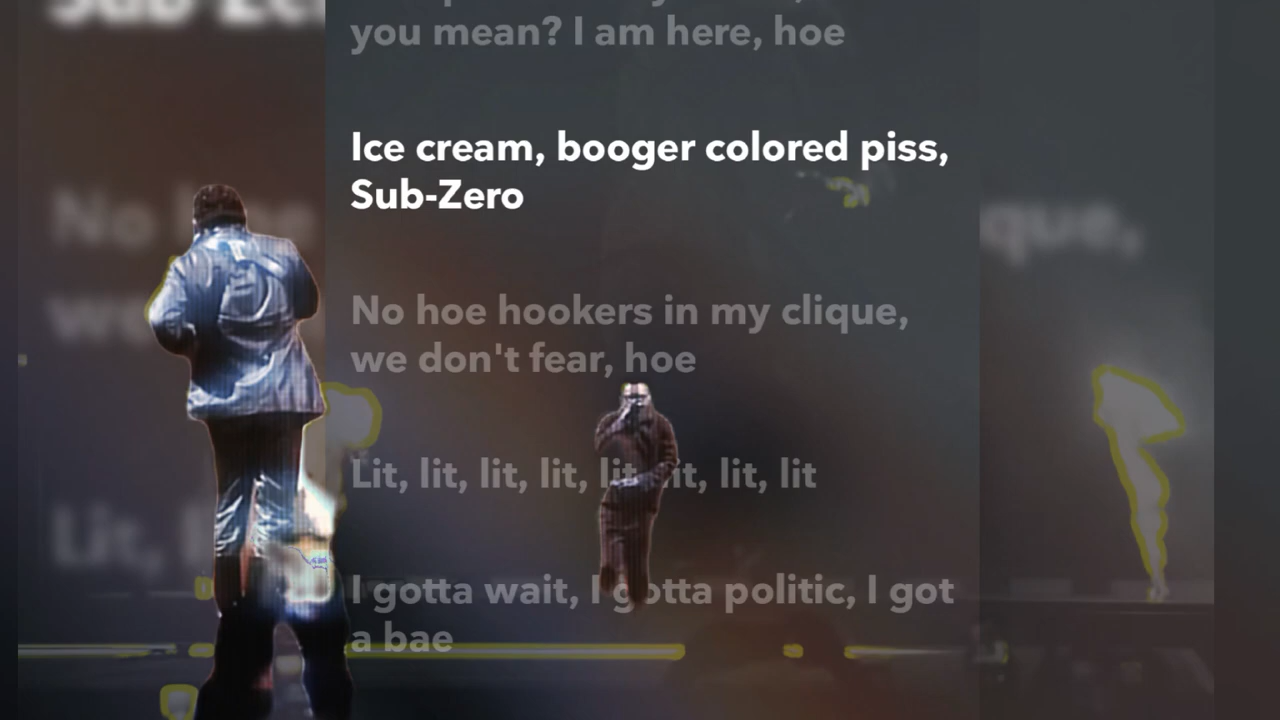 you mean? I am here, hoe
Ice cream, booger colored piss,
Sub-Zero
No hoe hookers in my clique,
we don't fear, hoe
Lit, lit, lit, lit, lit, lit, lit, lit
I gotta wait, I gotta politic, I got
a bae